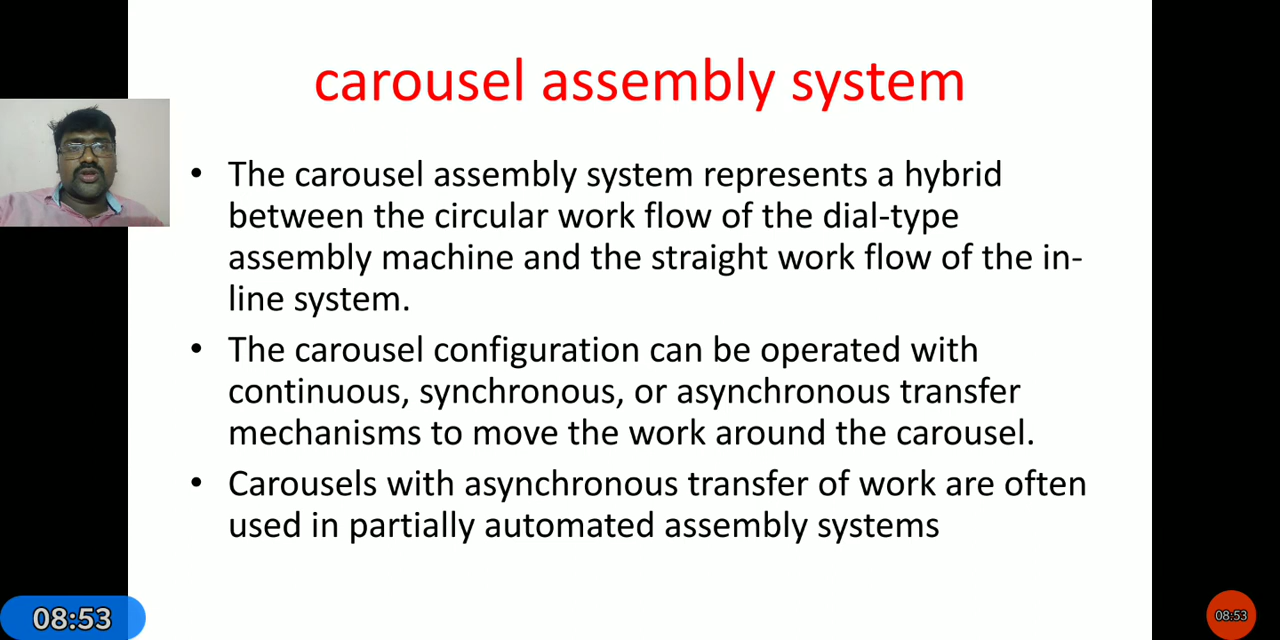 carousel assembly system
• The carousel assembly system represents a hybrid
between the circular work flow of the dial-type
assembly machine and the straight work flow of the in-
line system.
• The carousel configuration can be operated with
continuous, synchronous, or asynchronous transfer
mechanisms to move the work around the carousel.
• Carousels with asynchronous transfer of work are often
used in partially automated assembly systems
08:53
08:53